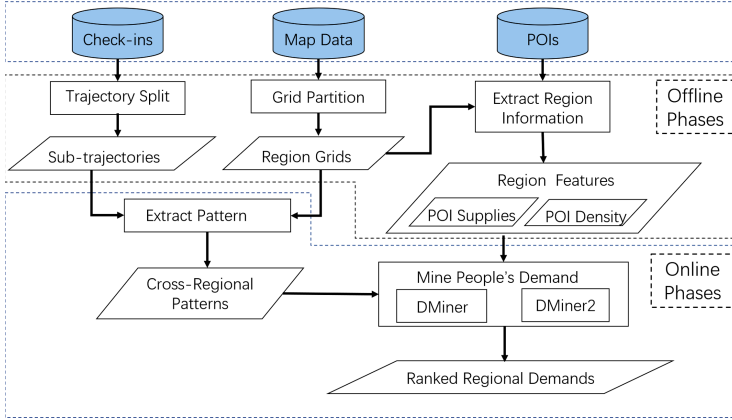 Check-ins
Map Data
POIs
Trajectory Split
Grid Partition
Extract Region
Information
Offline
Phases
Sub-trajectories
Region Grids
Region Features
POI Supplies
POI Density
Extract Pattern
Cross-Regional
Patterns
Mine People's Demand
DMiner
DMiner2
Online
Phases
Ranked Regional Demands